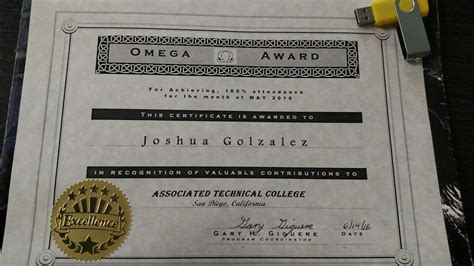 OMEGA Ω AWARD
For Achieving, 100% attendance
for the month of MAY 2016
THIS CERTIFICATE IS AWARDED TO
Joshua Golzalez
IN RECOGNITION OF VALUABLE CONTRIBUTIONS TO
ASSOCIATED TECHNICAL COLLEGE
San Diego, California
Gary Giguere 6/14/16
GARY H. GIGUERE DATE
PROGRAM COORDINATOR
Excellence